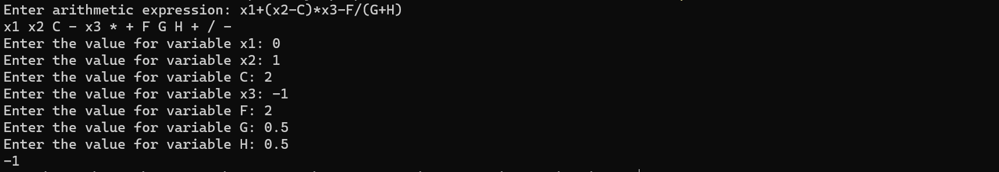 Enter arithmetic expression: x1+(x2-C)*x3-F/(G+H)
x1 x2 C - x3 * + F G H + / -
Enter the value for variable x1: 0
Enter the value for variable x2: 1
Enter the value for variable C: 2
Enter the value for variable x3: -1
Enter the value for variable F: 2
Enter the value for variable G: 0.5
Enter the value for variable H: 0.5
-1